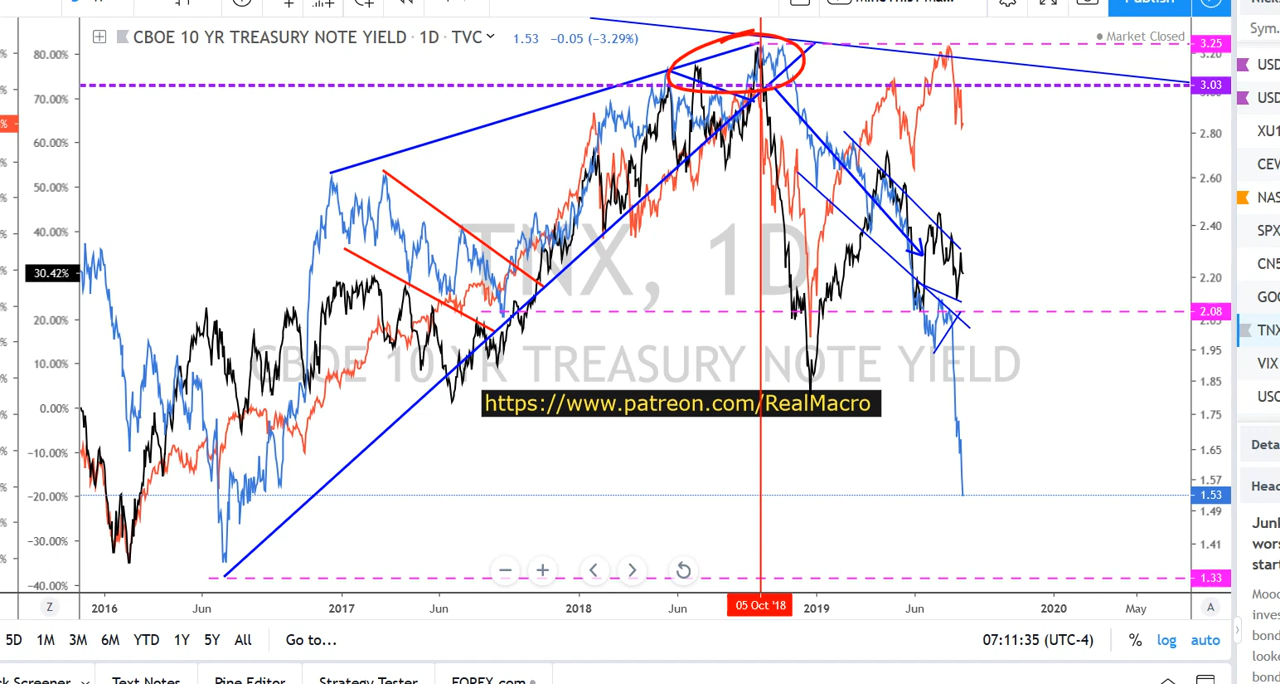 Publish
CBOE 10 YR TREASURY NOTE YIELD · 1D · TVC 1.53 -0.05 (-3.29%)
Market Closed
80.00%
70.00%
60.00%
50.00%
40.00%
30.42%
20.00%
10.00%
0.00%
-10.00%
-20.00%
-30.00%
-40.00%
TNX, 1D
CBOE 10 YR TREASURY NOTE YIELD
https://www.patreon.com/RealMacro
3.25
3.20
3.03
2.80
2.60
2.40
2.20
2.08
2.05
1.95
1.85
1.75
1.65
1.57
1.53
1.49
1.41
1.33
Z 2016 Jun 2017 Jun 2018 Jun 05 Oct '18 2019 Jun 2020 May A
5D 1M 3M 6M YTD 1Y 5Y All Go to... 07:11:35 (UTC-4) % log auto
Text Notes Pine Editor Strategy Tester FOREX.com
Sym
USD
USD
XU1
CEW
NAS
SPX
CN5
GOO
TNX
VIX
USC
Deta
Head
Junk
wors
start
Mood
inves
bond
looke
bond